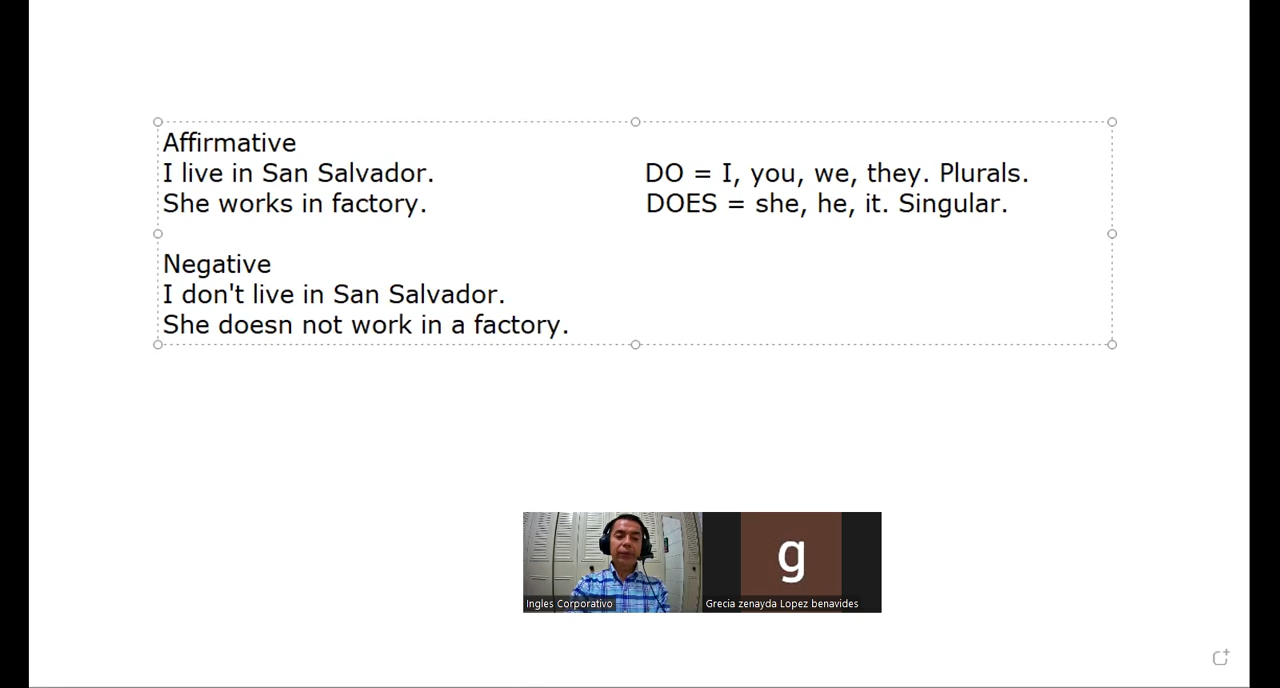 Affirmative
I live in San Salvador.
DO = I, you, we, they. Plurals.
She works in factory.
DOES = she, he, it. Singular.
Negative
I don't live in San Salvador.
She doesn not work in a factory.
g
Ingles Corporativo
Grecia zenayda Lopez benavides